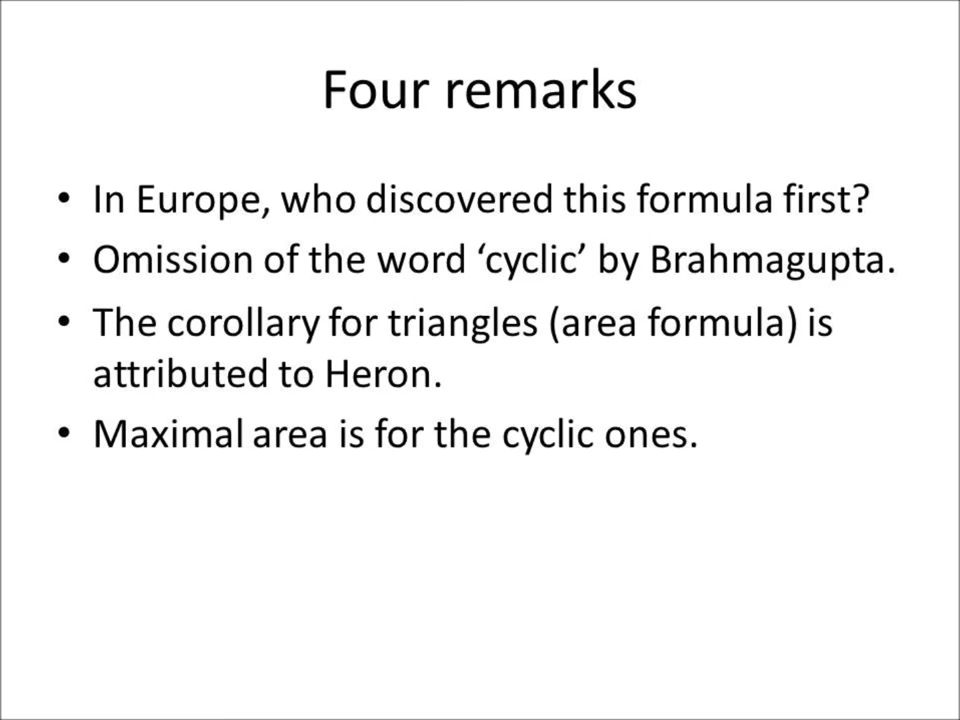 Four remarks
• In Europe, who discovered this formula first?
• Omission of the word ‘cyclic’ by Brahmagupta.
• The corollary for triangles (area formula) is
attributed to Heron.
• Maximal area is for the cyclic ones.